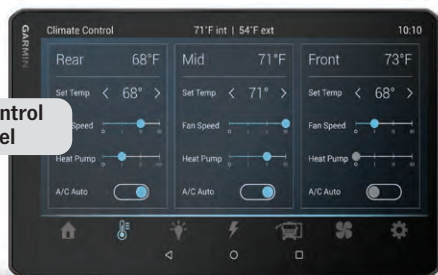 GARMIN
Climate Control 71°F int | 54°F ext 10:10
Rear 68°F Mid 71°F Front 73°F
Set Temp < 68° > Set Temp < 71° > Set Temp < 68° >
Speed Fan Speed Fan Speed
Heat Pump Heat Pump Heat Pump
A/C Auto A/C Auto A/C Auto
ntrol
el